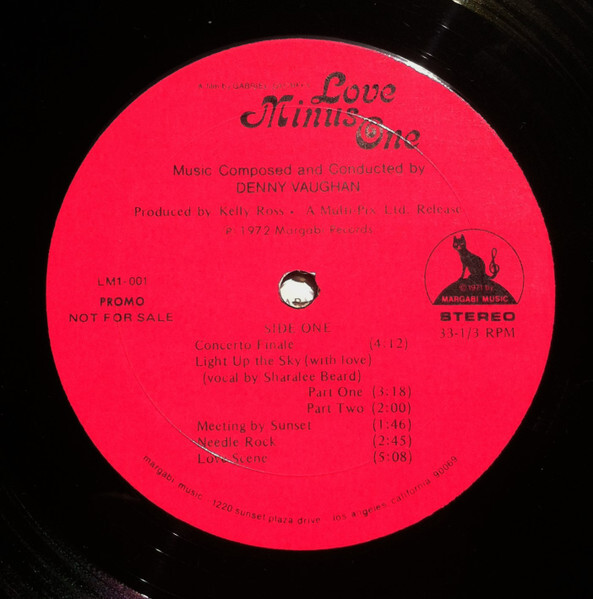 Love
Minus One
Music Composed and Conducted by
DENNY VAUGHAN
Produced by Kelly Ross • A Multi-Pix Ltd. Release
℗ 1972 Margabi Records
LM1-001
PROMO
NOT FOR SALE
© 1971 by
MARGABI MUSIC
STEREO
33-1/3 RPM
SIDE ONE
Concerto Finale (4:12)
Light Up the Sky (with love)
(vocal by Sharalee Beard)
Part One (3:18)
Part Two (2:00)
Meeting by Sunset (1:46)
Needle Rock (2:45)
Love Scene (5:08)
margabi music - 1220 sunset plaza drive - los angeles, california 90069